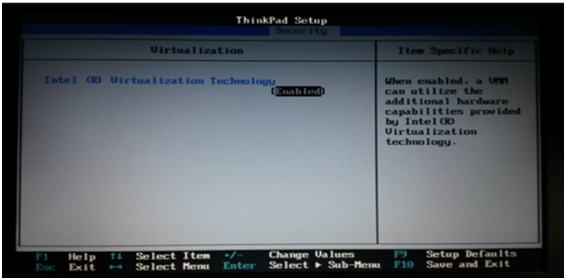 ThinkPad Setup
Security
Virtualization
Item Specific Help
Intel (R) Virtualization Technology
[Enabled]
When enabled, a VMM
can utilize the
additional hardware
capabilities provided
by Intel(R)
Virtualization
technology.
F1 Help ↑↓ Select Item +/- Change Values F9 Setup Defaults
Esc Exit ↔ Select Menu Enter Select ▶ Sub-Menu F10 Save and Exit